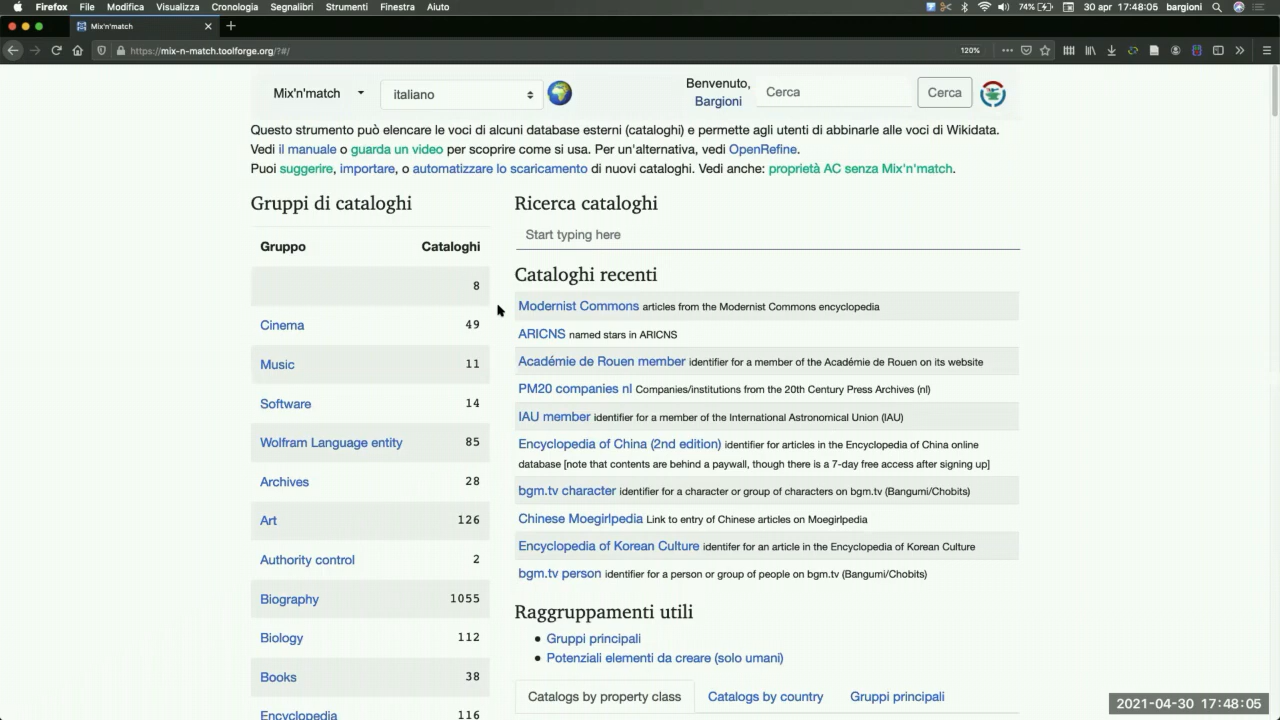 Firefox File Modifica Visualizza Cronologia Segnalibri Strumenti Finestra Aiuto 74% 30 apr 17:48:05 bargioni
Mix'n'match
https://mix-n-match.toolforge.org/?#/ 120%
Mix'n'match italiano Benvenuto, Bargioni Cerca Cerca
Questo strumento può elencare le voci di alcuni database esterni (cataloghi) e permette agli utenti di abbinarle alle voci di Wikidata.
Vedi il manuale o guarda un video per scoprire come si usa. Per un'alternativa, vedi OpenRefine.
Puoi suggerire, importare, o automatizzare lo scaricamento di nuovi cataloghi. Vedi anche: proprietà AC senza Mix'n'match.
Gruppi di cataloghi
Gruppo Cataloghi
8
Cinema 49
Music 11
Software 14
Wolfram Language entity 85
Archives 28
Art 126
Authority control 2
Biography 1055
Biology 112
Books 38
Encyclopedia 116
Ricerca cataloghi
Start typing here
Cataloghi recenti
Modernist Commons articles from the Modernist Commons encyclopedia
ARICNS named stars in ARICNS
Académie de Rouen member identifier for a member of the Académie de Rouen on its website
PM20 companies nl Companies/institutions from the 20th Century Press Archives (nl)
IAU member identifier for a member of the International Astronomical Union (IAU)
Encyclopedia of China (2nd edition) identifier for articles in the Encyclopedia of China online
database [note that contents are behind a paywall, though there is a 7-day free access after signing up]
bgm.tv character identifier for a character or group of characters on bgm.tv (Bangumi/Chobits)
Chinese Moegirlpedia Link to entry of Chinese articles on Moegirlpedia
Encyclopedia of Korean Culture identifer for an article in the Encyclopedia of Korean Culture
bgm.tv person identifier for a person or group of people on bgm.tv (Bangumi/Chobits)
Raggruppamenti utili
• Gruppi principali
• Potenziali elementi da creare (solo umani)
Catalogs by property class Catalogs by country Gruppi principali
2021-04-30 17:48:05